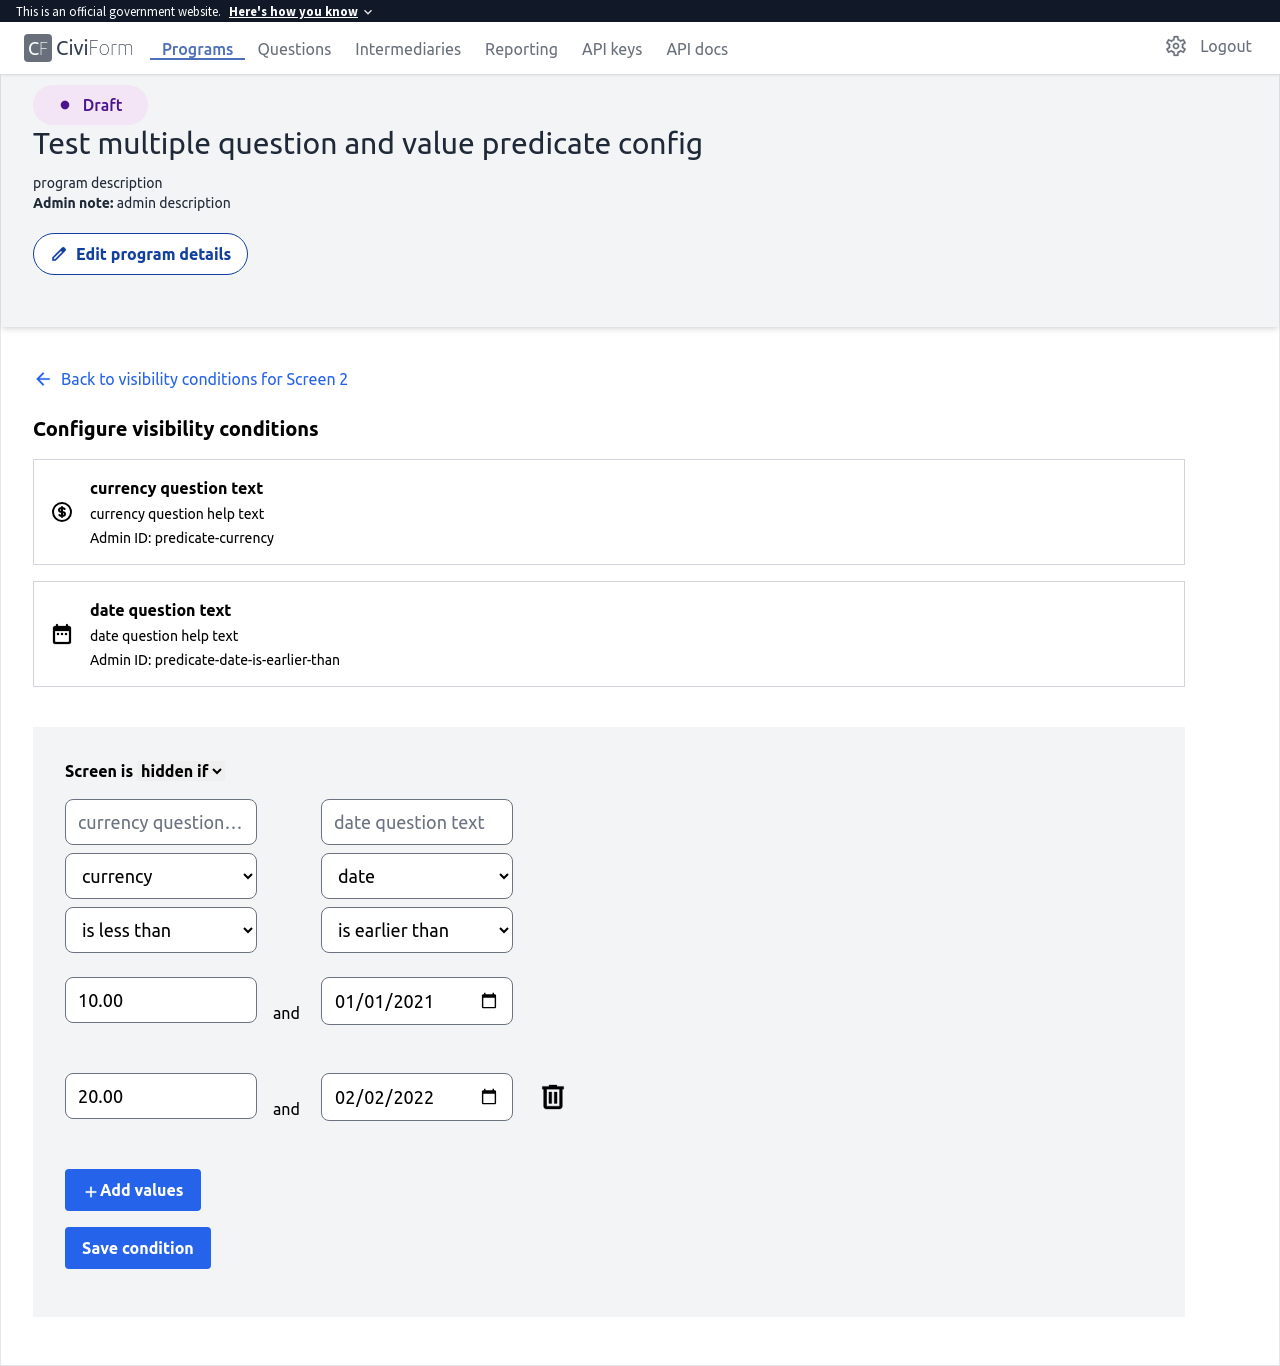 This is an official government website. Here's how you know
CF CiviForm Programs Questions Intermediaries Reporting API keys API docs Logout
Draft
Test multiple question and value predicate config
program description
Admin note: admin description
Edit program details
Back to visibility conditions for Screen 2
Configure visibility conditions
currency question text
currency question help text
Admin ID: predicate-currency
date question text
date question help text
Admin ID: predicate-date-is-earlier-than
Screen is hidden if
currency question… date question text
currency date
is less than is earlier than
10.00 and 01/01/2021
20.00 and 02/02/2022
+Add values
Save condition